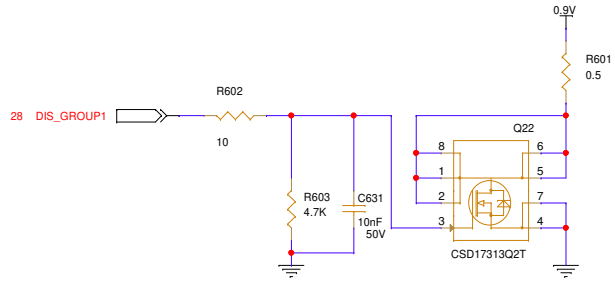 0.9V
R601
0.5
R602
28 DIS_GROUP1
10
Q22
8
6
1
5
R603
4.7K
C631
10nF
50V
2
7
3
4
CSD17313Q2T